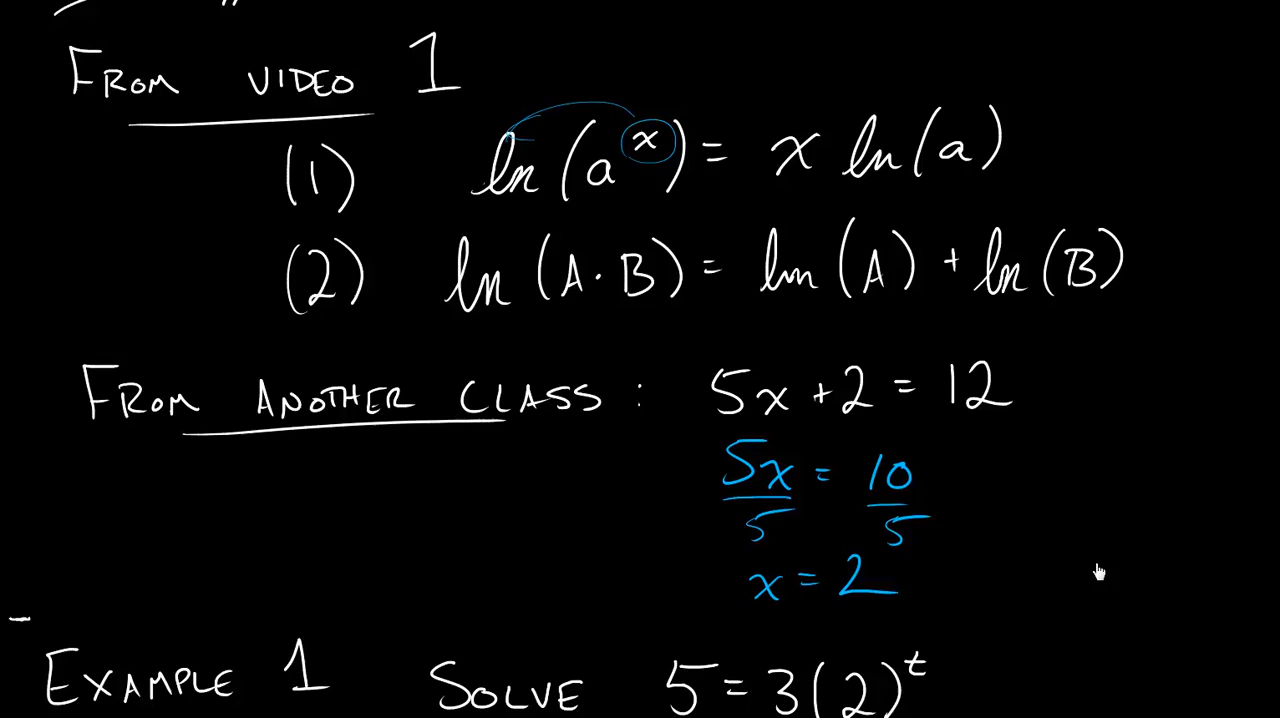 FROM VIDEO 1
(1) ln(a^x) = x ln(a)
(2) ln(A·B) = ln(A) + ln(B)
FROM ANOTHER CLASS: 5x + 2 = 12
5x = 10
5 5
x = 2
EXAMPLE 1 SOLVE 5 = 3(2)^t